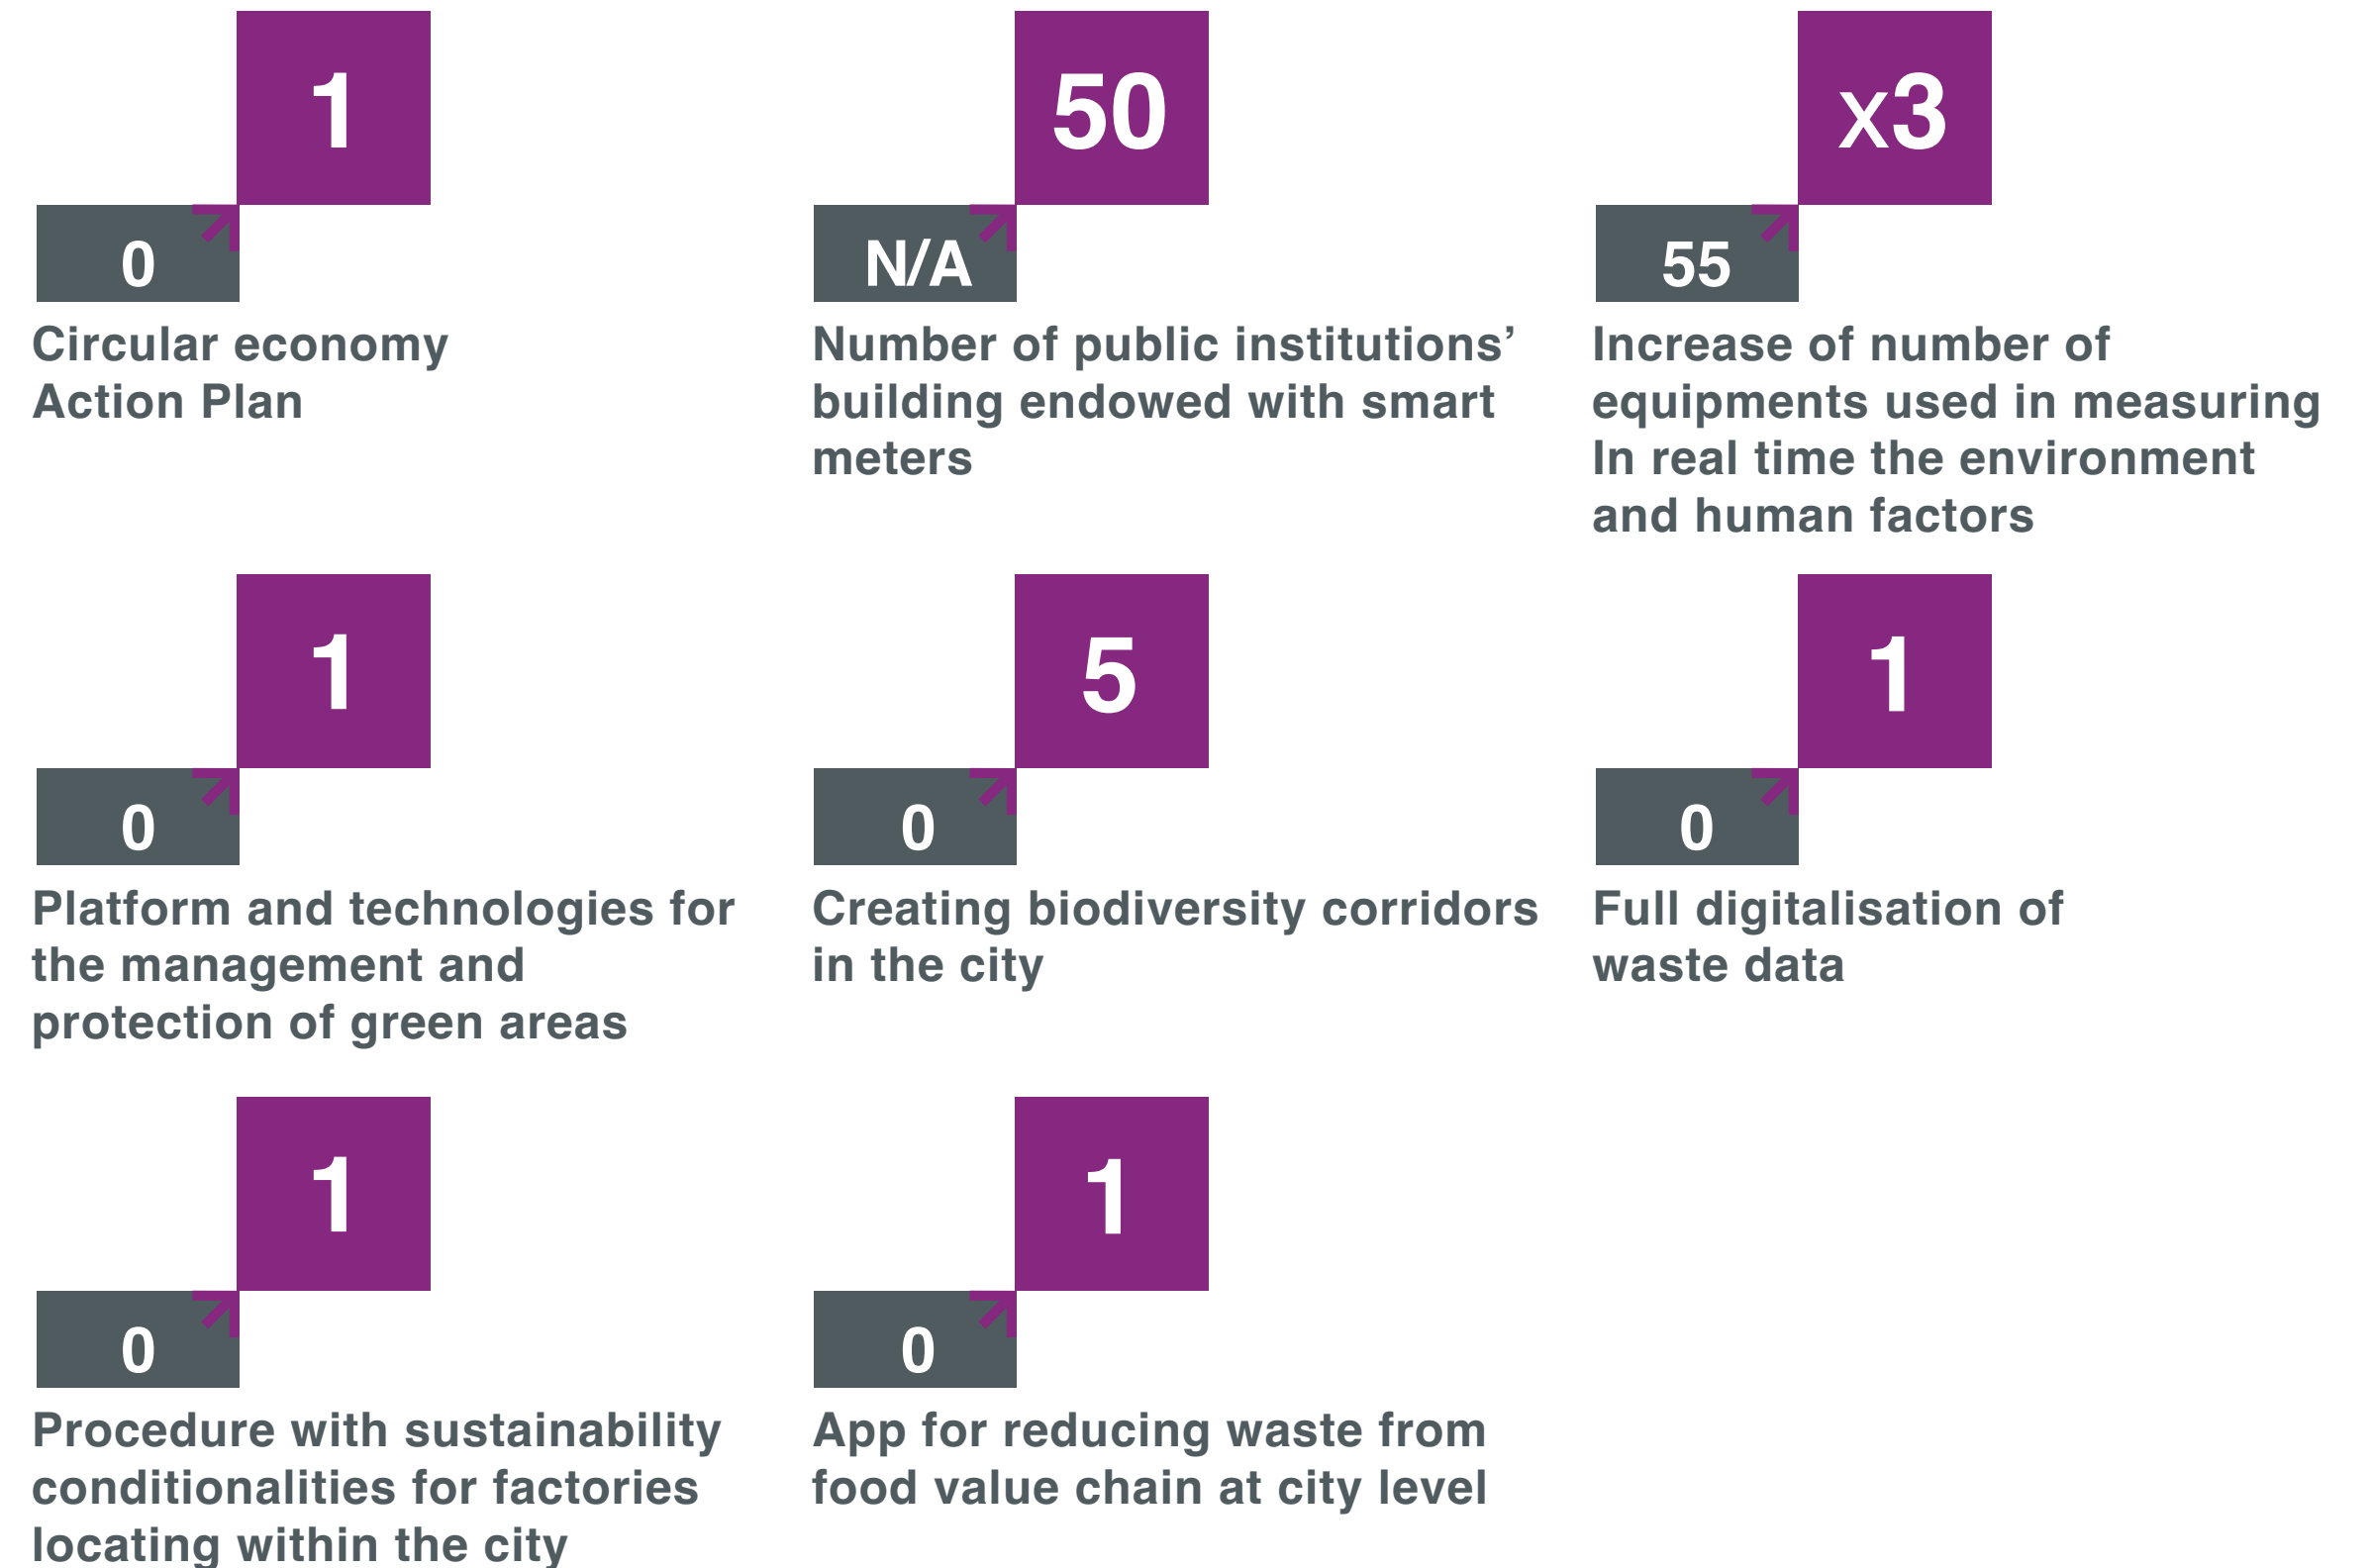 1
0
Circular economy
Action Plan
50
N/A
Number of public institutions’
building endowed with smart
meters
x3
55
Increase of number of
equipments used in measuring
In real time the environment
and human factors
1
0
Platform and technologies for
the management and
protection of green areas
5
0
Creating biodiversity corridors
in the city
1
0
Full digitalisation of
waste data
1
0
Procedure with sustainability
conditionalities for factories
locating within the city
1
0
App for reducing waste from
food value chain at city level